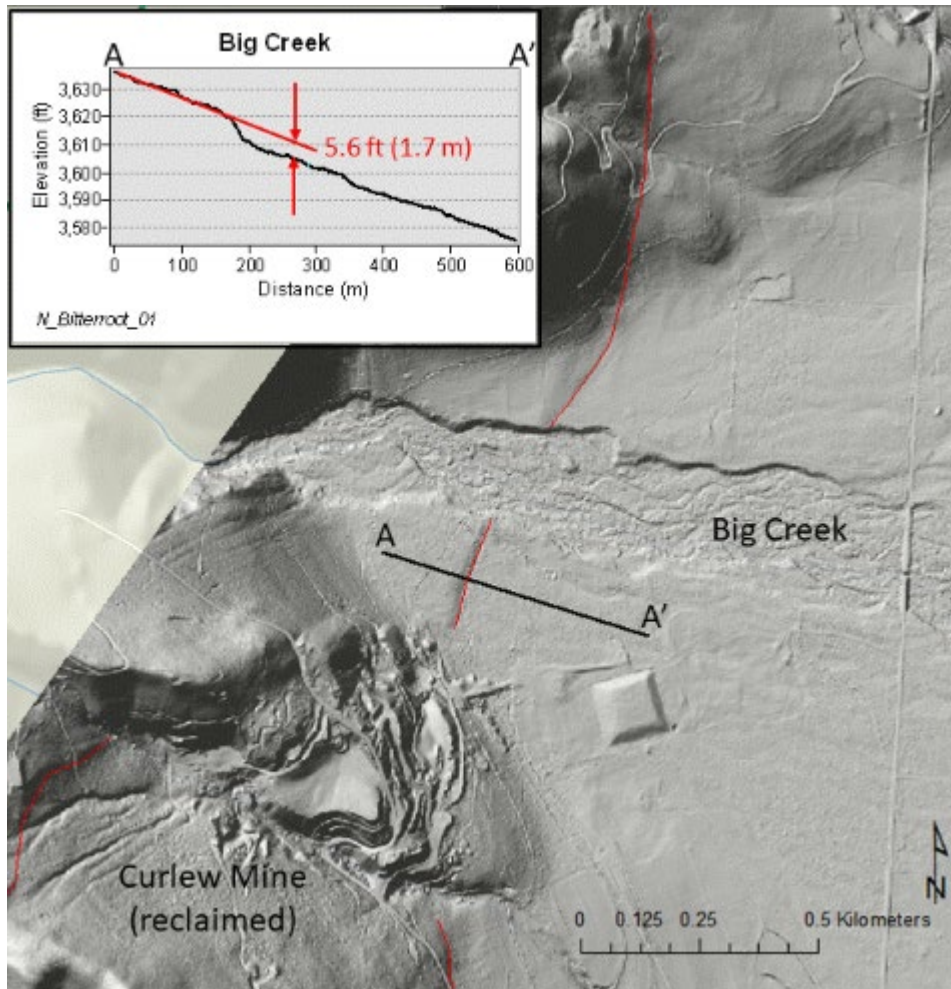 Big Creek
A A'
3,630
3,620
3,610
3,600
3,590
3,580
Elevation (ft)
5.6 ft (1.7 m)
0 100 200 300 400 500 600
Distance (m)
N_Bitterroot_01
Big Creek
A
A'
Curlew Mine
(reclaimed)
N
0 0.125 0.25 0.5 Kilometers